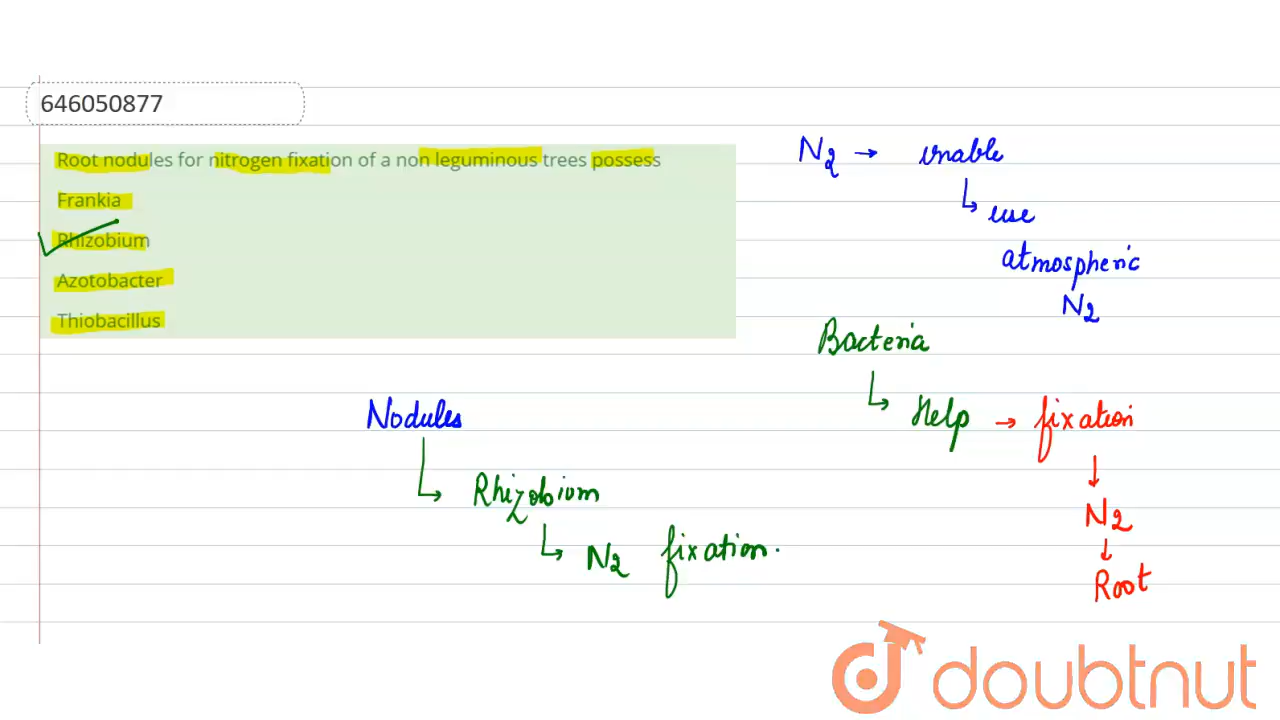 646050877
Root nodules for nitrogen fixation of a non leguminous trees possess
Frankia
Rhizobium
Azotobacter
Thiobacillus
N2 → unable
use
atmospheric
N2
Bacteria
Help → fixation
N2
Root
Nodules
Rhizobium
N2 fixation.
doubtnut